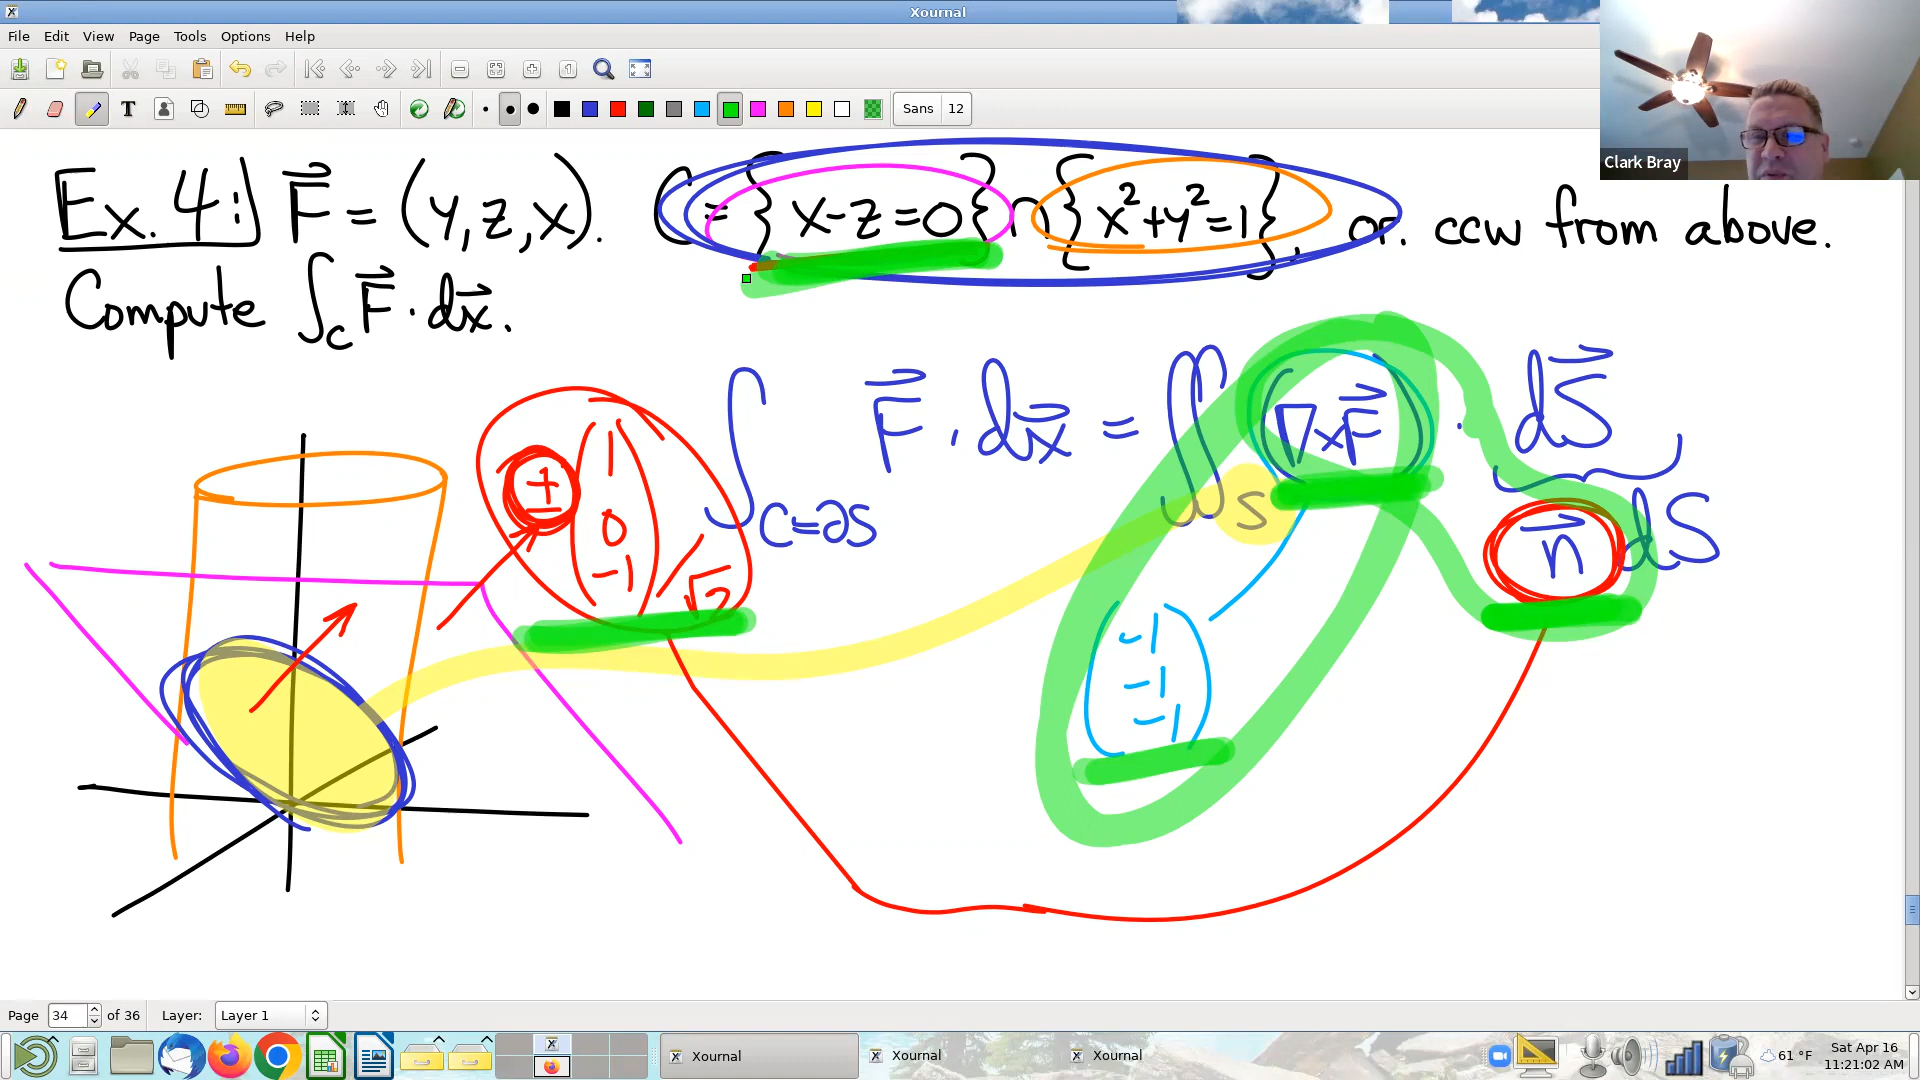 Xournal
File Edit View Page Tools Options Help
Sans 12
Clark Bray
Ex. 4: F⃗ = (y, z, x). C = {x-z=0} ∩ {x²+y²=1}, or. ccw from above.
Compute ∫_C F⃗ · dx⃗.
∫_{C=∂S} F⃗ · dx⃗ = ∬_S (∇×F⃗) · dS⃗
n⃗ dS
± (1 0 -1)/√2
(-1 -1 -1)
Page 34 of 36 Layer: Layer 1
Xournal Xournal Xournal
61 °F
Sat Apr 16
11:21:02 AM